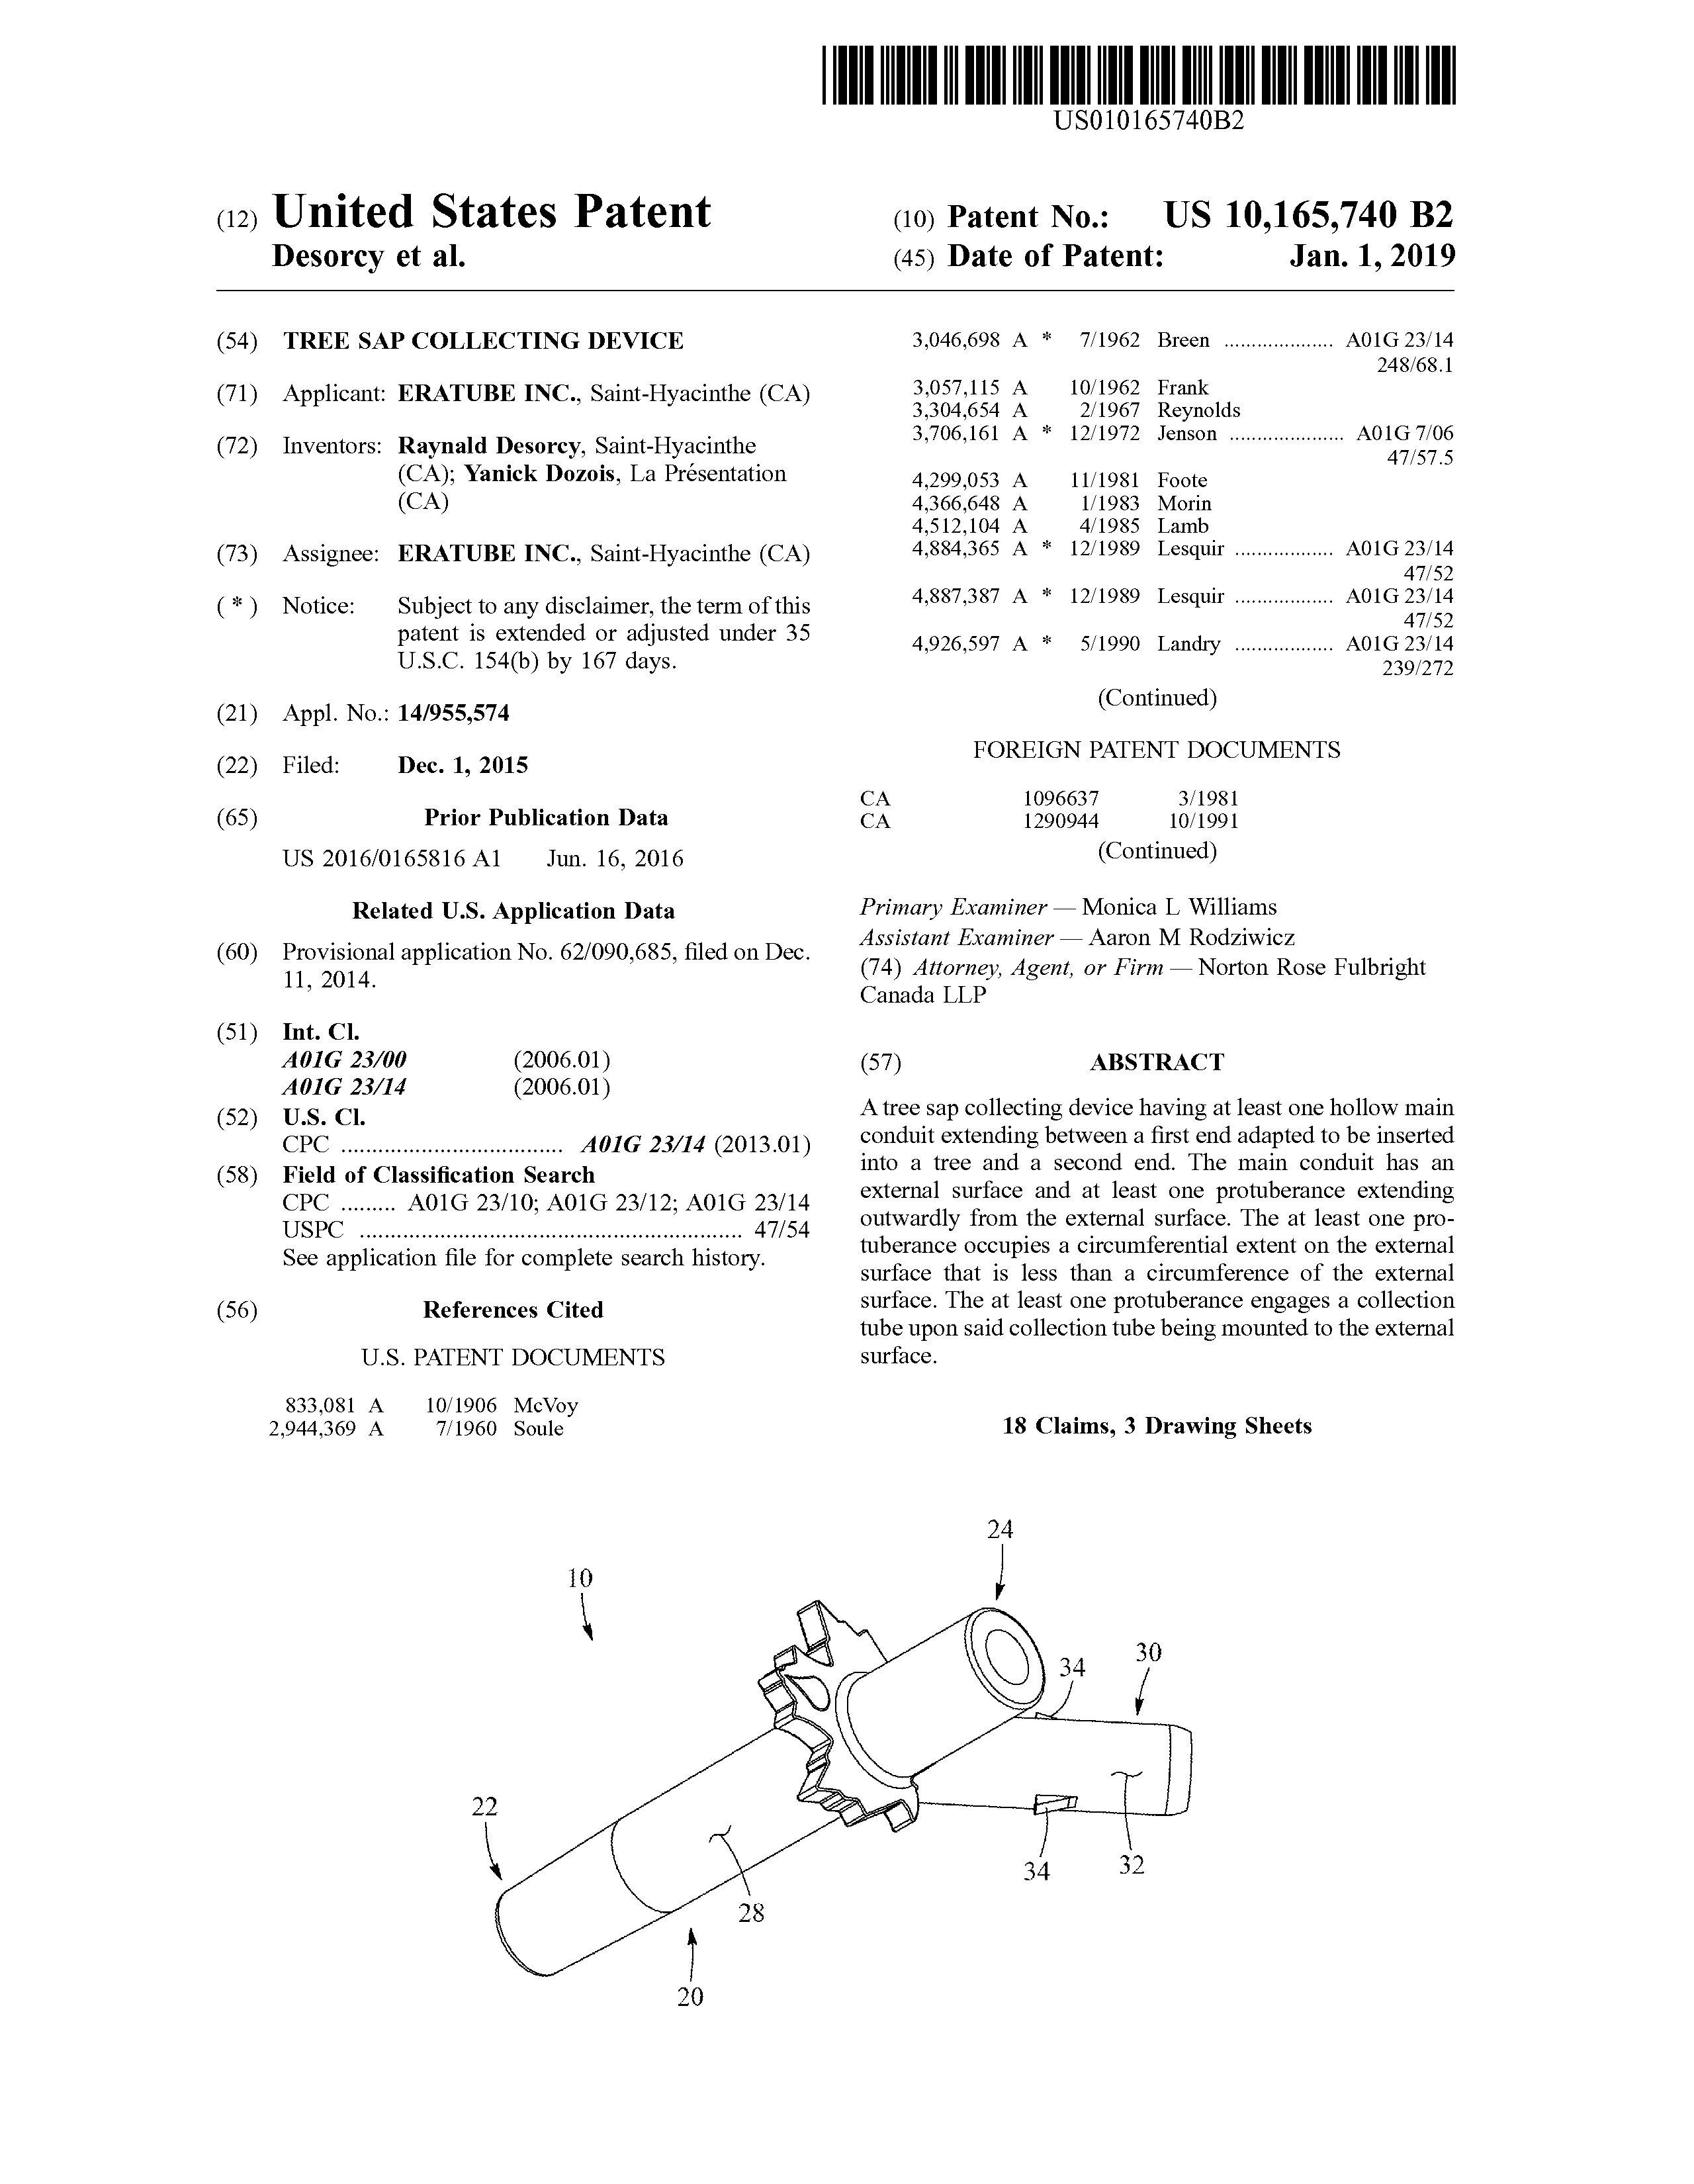 US010165740B2
(12) United States Patent
Desorcy et al.
(10) Patent No.: US 10,165,740 B2
(45) Date of Patent: Jan. 1, 2019
(54) TREE SAP COLLECTING DEVICE
(71) Applicant: ERATUBE INC., Saint-Hyacinthe (CA)
(72) Inventors: Raynald Desorcy, Saint-Hyacinthe
(CA); Yanick Dozois, La Présentation
(CA)
(73) Assignee: ERATUBE INC., Saint-Hyacinthe (CA)
( * ) Notice: Subject to any disclaimer, the term of this
patent is extended or adjusted under 35
U.S.C. 154(b) by 167 days.
(21) Appl. No.: 14/955,574
(22) Filed: Dec. 1, 2015
(65) Prior Publication Data
US 2016/0165816 A1 Jun. 16, 2016
Related U.S. Application Data
(60) Provisional application No. 62/090,685, filed on Dec.
11, 2014.
(51) Int. Cl.
A01G 23/00 (2006.01)
A01G 23/14 (2006.01)
(52) U.S. Cl.
CPC .................................. A01G 23/14 (2013.01)
(58) Field of Classification Search
CPC ......... A01G 23/10; A01G 23/12; A01G 23/14
USPC ........................................................... 47/54
See application file for complete search history.
(56) References Cited
U.S. PATENT DOCUMENTS
833,081 A 10/1906 McVoy
2,944,369 A 7/1960 Soule
3,046,698 A * 7/1962 Breen .................... A01G 23/14
248/68.1
3,057,115 A 10/1962 Frank
3,304,654 A 2/1967 Reynolds
3,706,161 A * 12/1972 Jenson ..................... A01G 7/06
47/57.5
4,299,053 A 11/1981 Foote
4,366,648 A 1/1983 Morin
4,512,104 A 4/1985 Lamb
4,884,365 A * 12/1989 Lesquir .................. A01G 23/14
47/52
4,887,387 A * 12/1989 Lesquir .................. A01G 23/14
47/52
4,926,597 A * 5/1990 Landry .................. A01G 23/14
239/272
(Continued)
FOREIGN PATENT DOCUMENTS
CA 1096637 3/1981
CA 1290944 10/1991
(Continued)
Primary Examiner — Monica L Williams
Assistant Examiner — Aaron M Rodziwicz
(74) Attorney, Agent, or Firm — Norton Rose Fulbright
Canada LLP
(57) ABSTRACT
A tree sap collecting device having at least one hollow main
conduit extending between a first end adapted to be inserted
into a tree and a second end. The main conduit has an
external surface and at least one protuberance extending
outwardly from the external surface. The at least one pro-
tuberance occupies a circumferential extent on the external
surface that is less than a circumference of the external
surface. The at least one protuberance engages a collection
tube upon said collection tube being mounted to the external
surface.
18 Claims, 3 Drawing Sheets
24
10
30
34
22
34
32
28
20